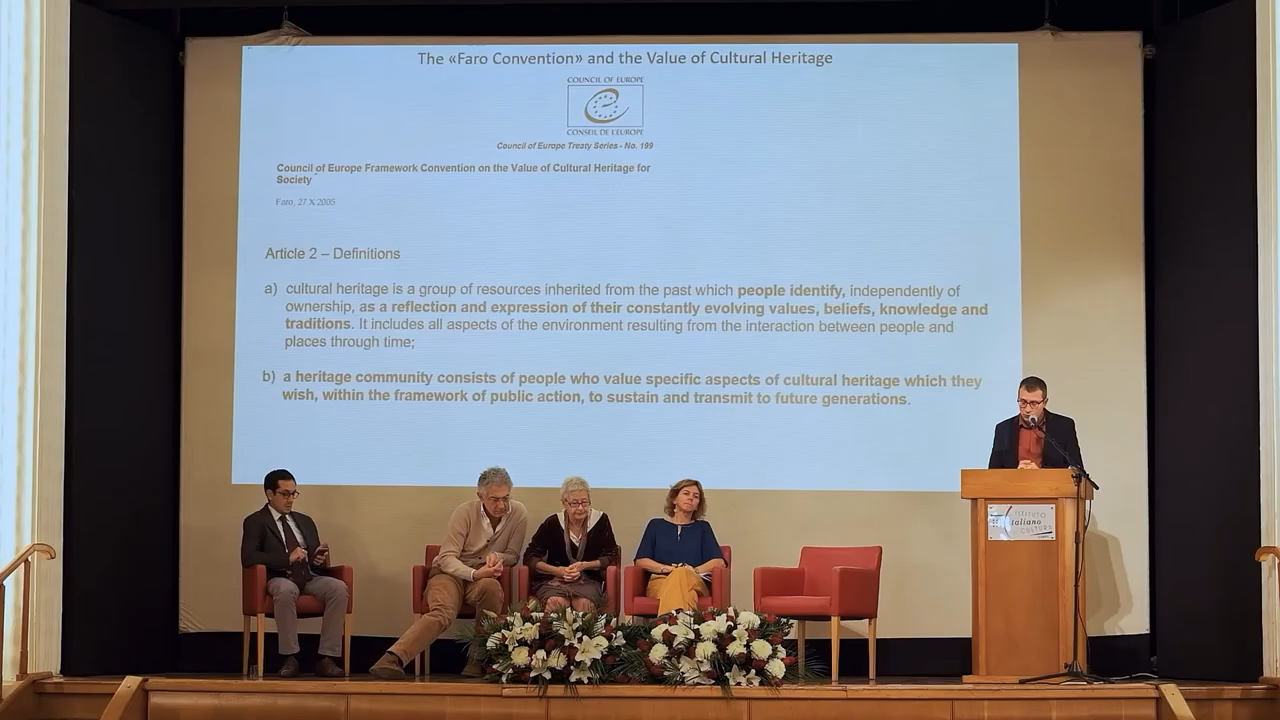 The «Faro Convention» and the Value of Cultural Heritage
COUNCIL OF EUROPE
CONSEIL DE L'EUROPE
Council of Europe Treaty Series - No. 199
Council of Europe Framework Convention on the Value of Cultural Heritage for
Society
Faro, 27.X.2005
Article 2 – Definitions
a) cultural heritage is a group of resources inherited from the past which people identify, independently of
ownership, as a reflection and expression of their constantly evolving values, beliefs, knowledge and
traditions. It includes all aspects of the environment resulting from the interaction between people and
places through time;
b) a heritage community consists of people who value specific aspects of cultural heritage which they
wish, within the framework of public action, to sustain and transmit to future generations.
ISTITUTO
italiano
CULTURA